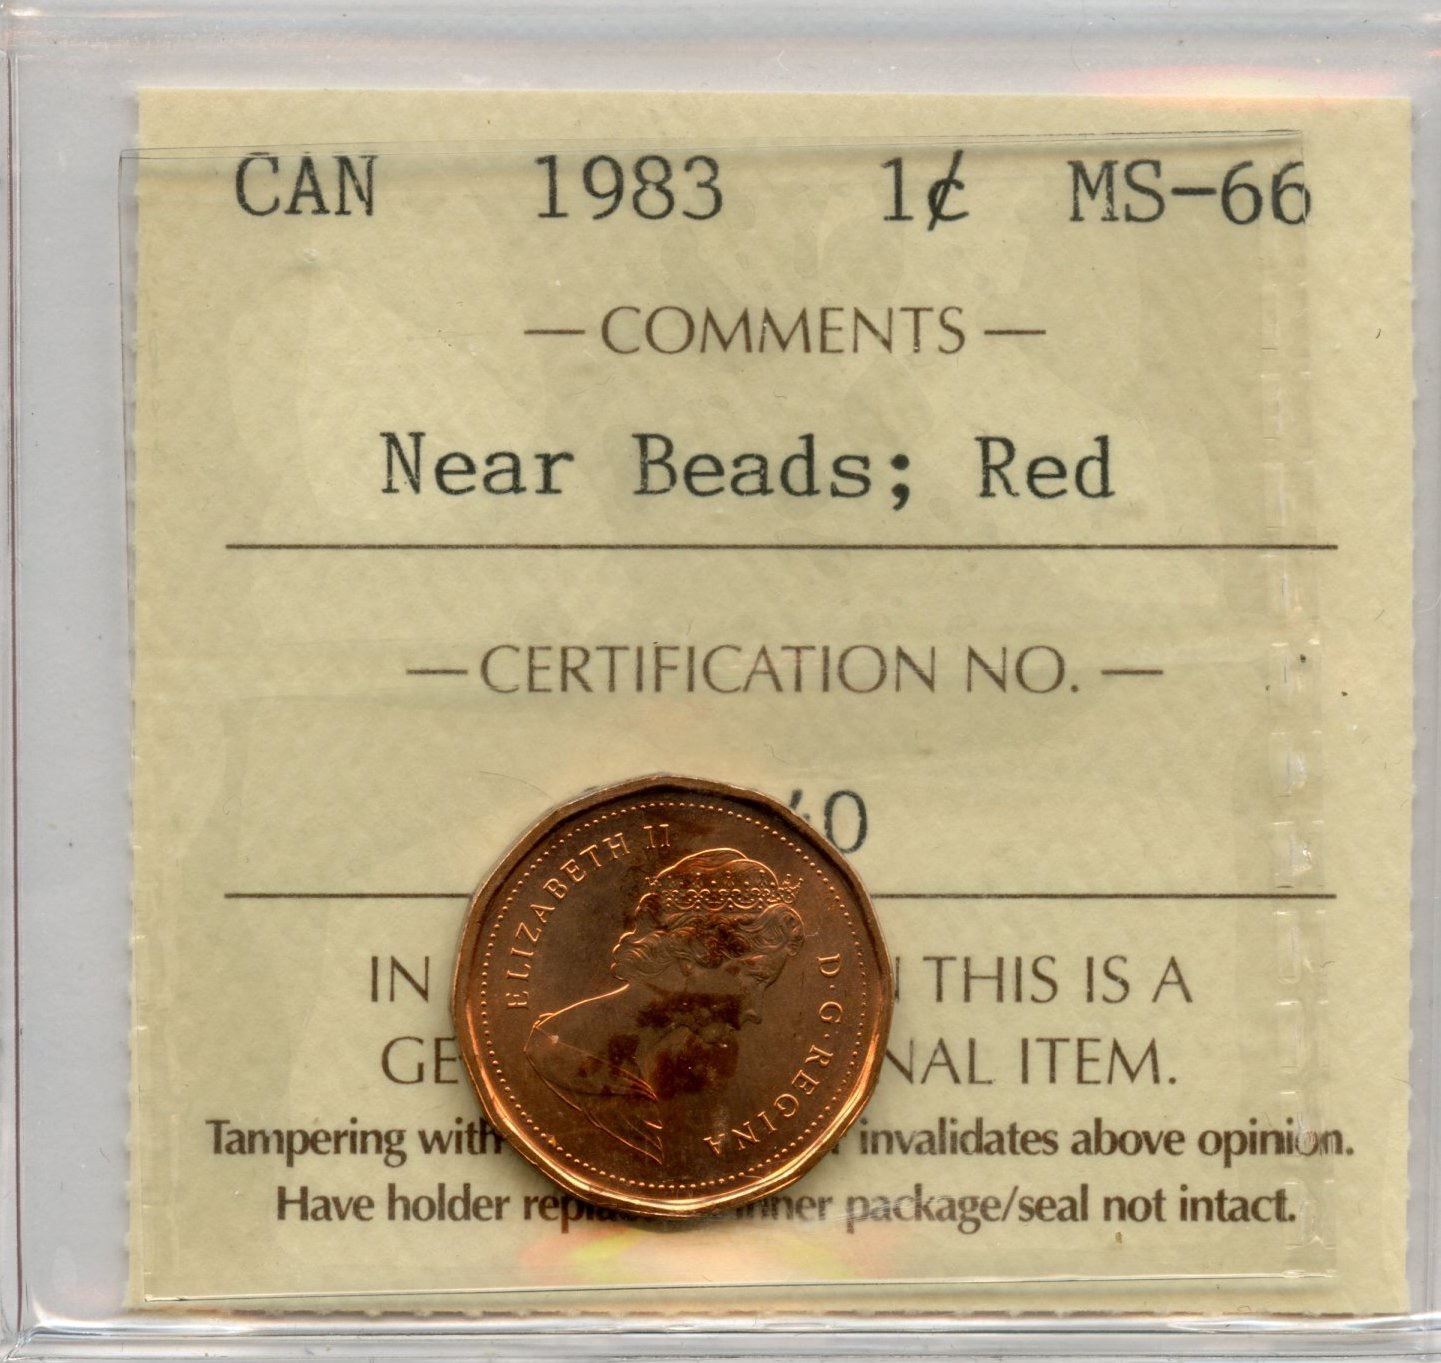 CAN 1983 1¢ MS-66
— COMMENTS —
Near Beads; Red
— CERTIFICATION NO. —
0
IN THIS IS A
GE NAL ITEM.
Tampering with invalidates above opinion.
Have holder inner package/seal not intact.
ELIZABETH II
D·G·REGINA